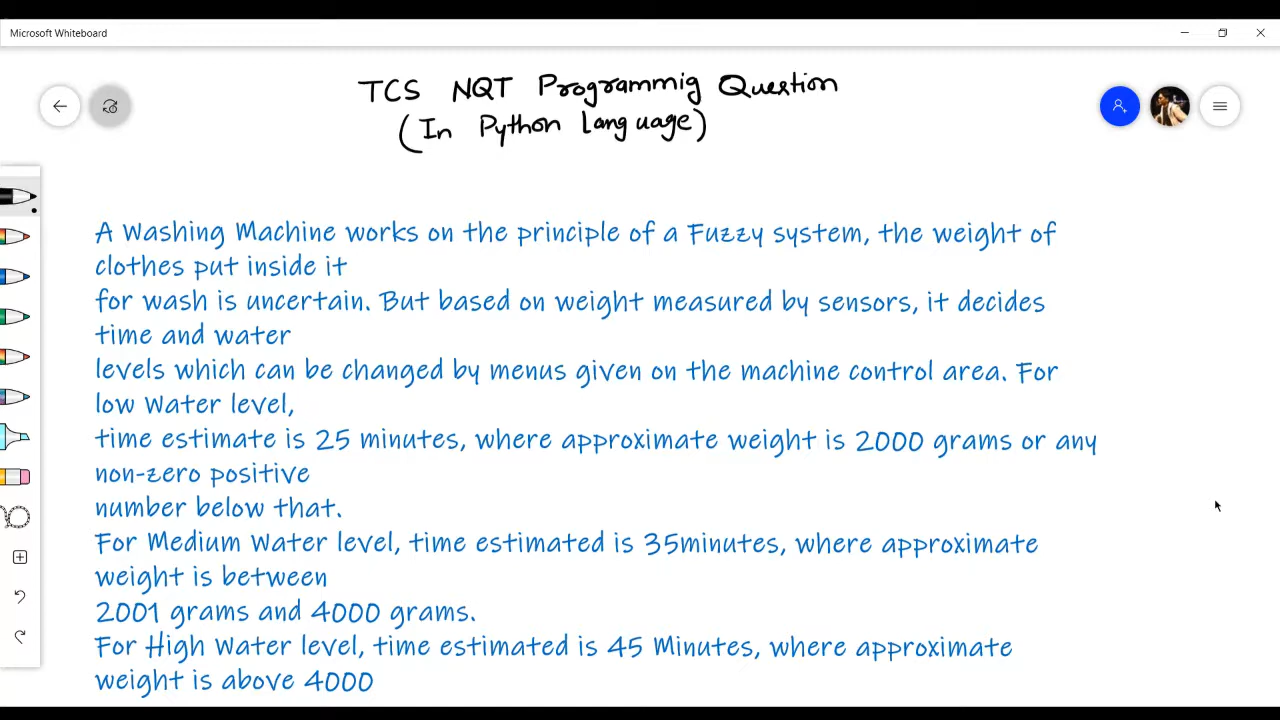 Microsoft Whiteboard
TCS NQT Programmig Question
(In Python language)
A Washing Machine works on the principle of a Fuzzy system, the weight of
clothes put inside it
for wash is uncertain. But based on weight measured by sensors, it decides
time and water
levels which can be changed by menus given on the machine control area. For
low Water level,
time estimate is 25 minutes, where approximate weight is 2000 grams or any
non-zero positive
number below that.
For Medium Water level, time estimated is 35minutes, where approximate
weight is between
2001 grams and 4000 grams.
For High Water level, time estimated is 45 Minutes, where approximate
weight is above 4000